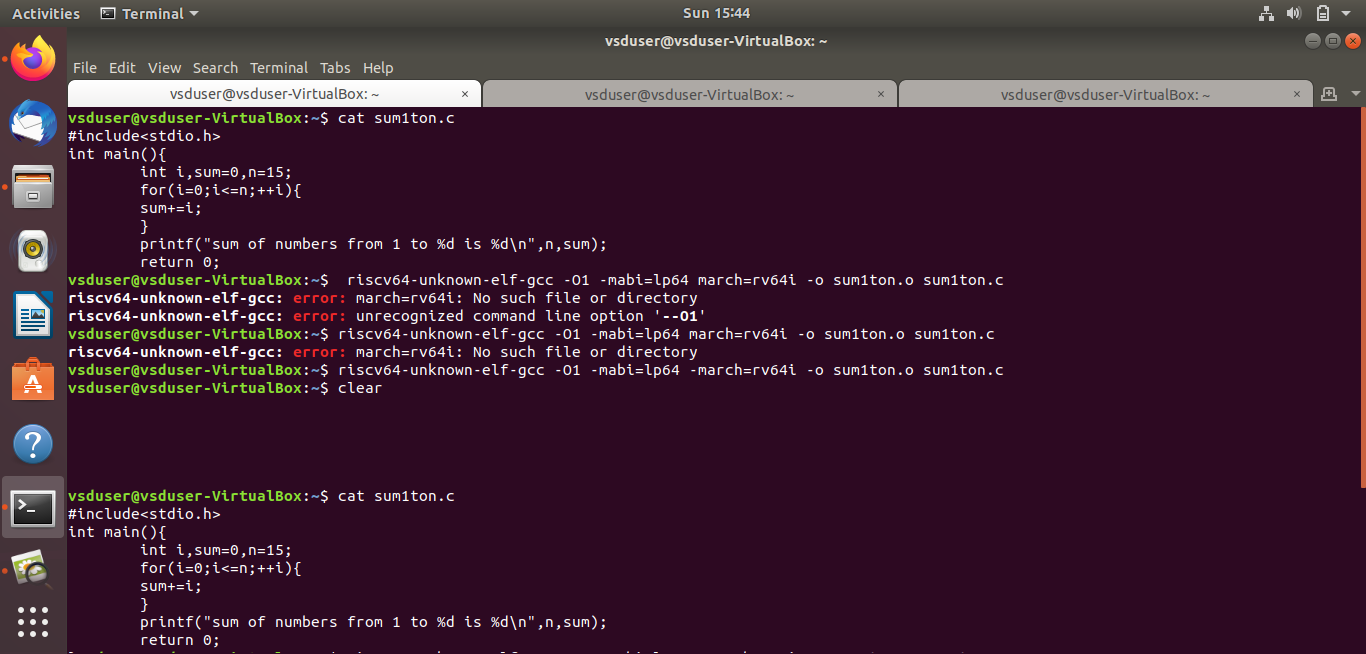 Activities Terminal Sun 15:44
vsduser@vsduser-VirtualBox: ~
File Edit View Search Terminal Tabs Help
vsduser@vsduser-VirtualBox: ~ × vsduser@vsduser-VirtualBox: ~ × vsduser@vsduser-VirtualBox: ~ ×
vsduser@vsduser-VirtualBox:~$ cat sum1ton.c
#include<stdio.h>
int main(){
        int i,sum=0,n=15;
        for(i=0;i<=n;++i){
        sum+=i;
        }
        printf("sum of numbers from 1 to %d is %d\n",n,sum);
        return 0;
vsduser@vsduser-VirtualBox:~$  riscv64-unknown-elf-gcc -O1 -mabi=lp64 march=rv64i -o sum1ton.o sum1ton.c
riscv64-unknown-elf-gcc: error: march=rv64i: No such file or directory
riscv64-unknown-elf-gcc: error: unrecognized command line option '--O1'
vsduser@vsduser-VirtualBox:~$ riscv64-unknown-elf-gcc -O1 -mabi=lp64 march=rv64i -o sum1ton.o sum1ton.c
riscv64-unknown-elf-gcc: error: march=rv64i: No such file or directory
vsduser@vsduser-VirtualBox:~$ riscv64-unknown-elf-gcc -O1 -mabi=lp64 -march=rv64i -o sum1ton.o sum1ton.c
vsduser@vsduser-VirtualBox:~$ clear
vsduser@vsduser-VirtualBox:~$ cat sum1ton.c
#include<stdio.h>
int main(){
        int i,sum=0,n=15;
        for(i=0;i<=n;++i){
        sum+=i;
        }
        printf("sum of numbers from 1 to %d is %d\n",n,sum);
        return 0;